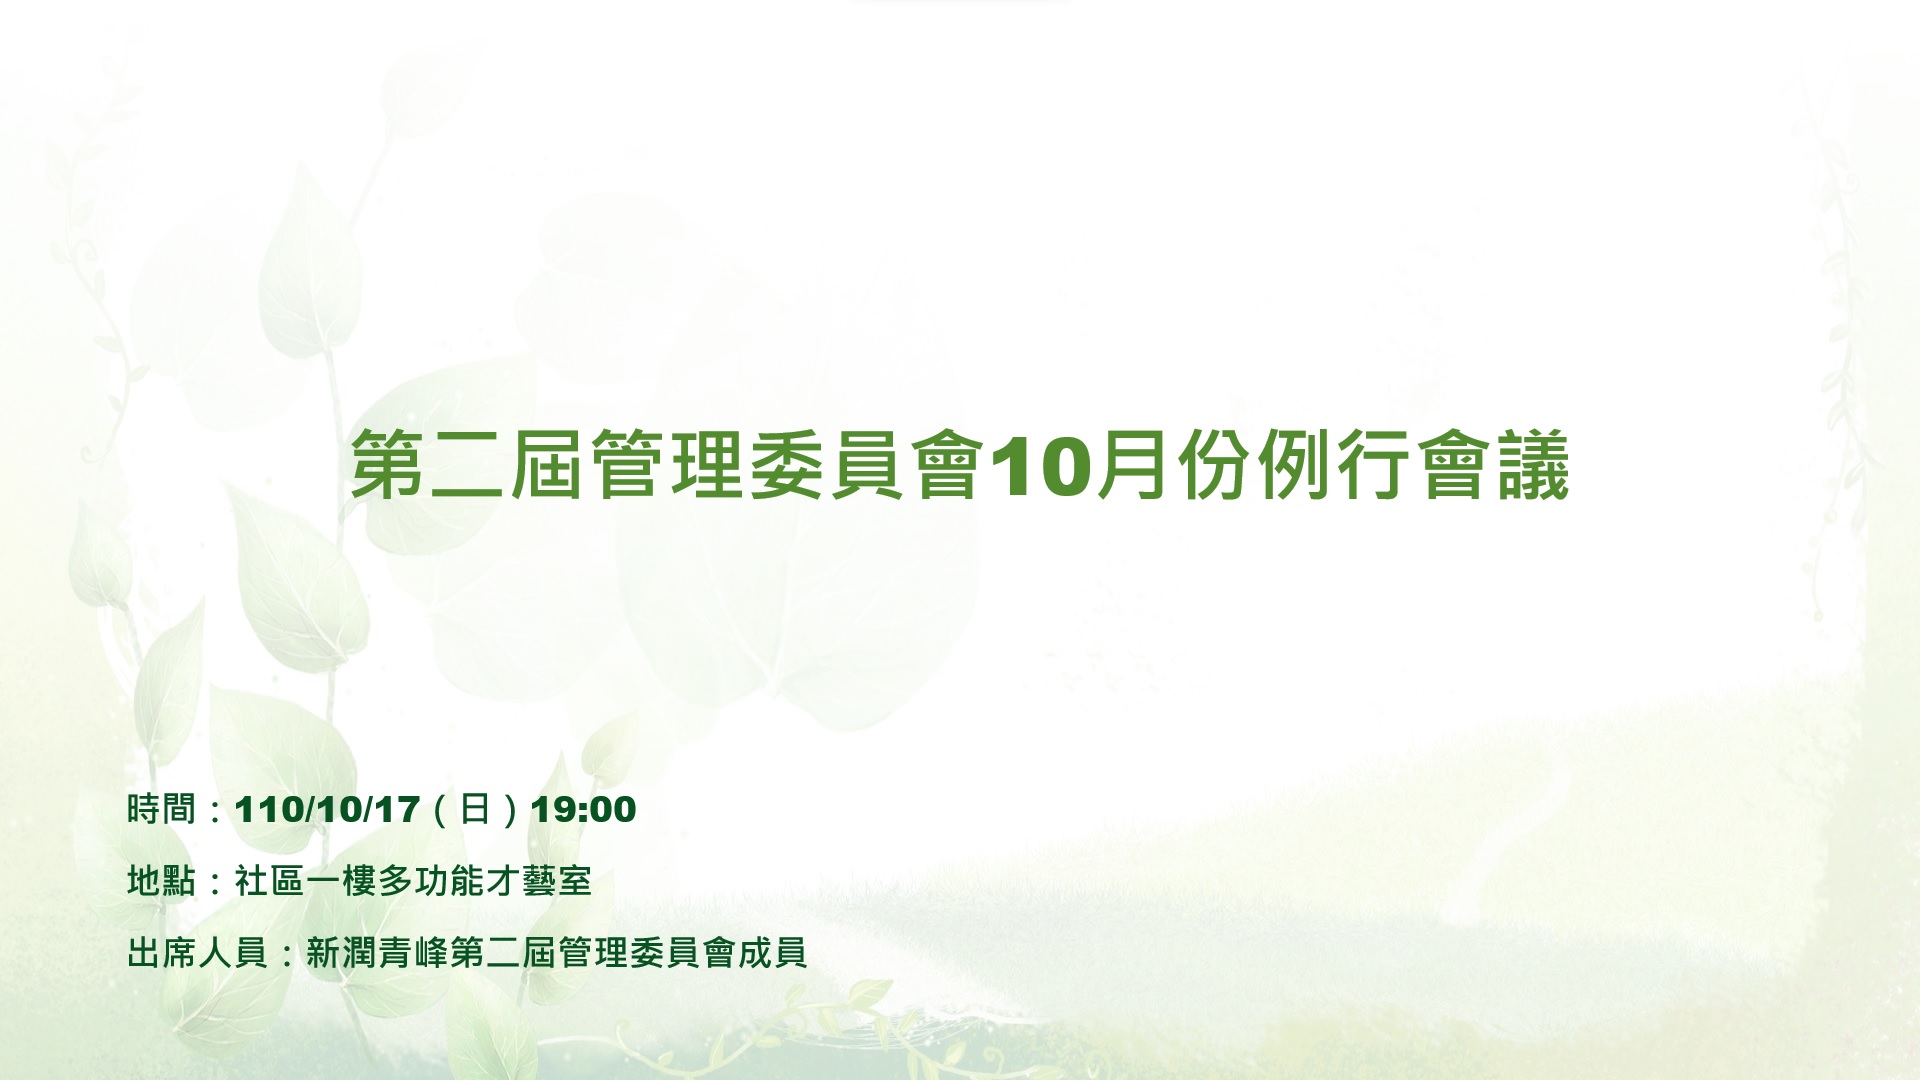 第二屆管理委員會10月份例行會議
時間：110/10/17（日）19:00
地點：社區一樓多功能才藝室
出席人員：新潤青峰第二屆管理委員會成員